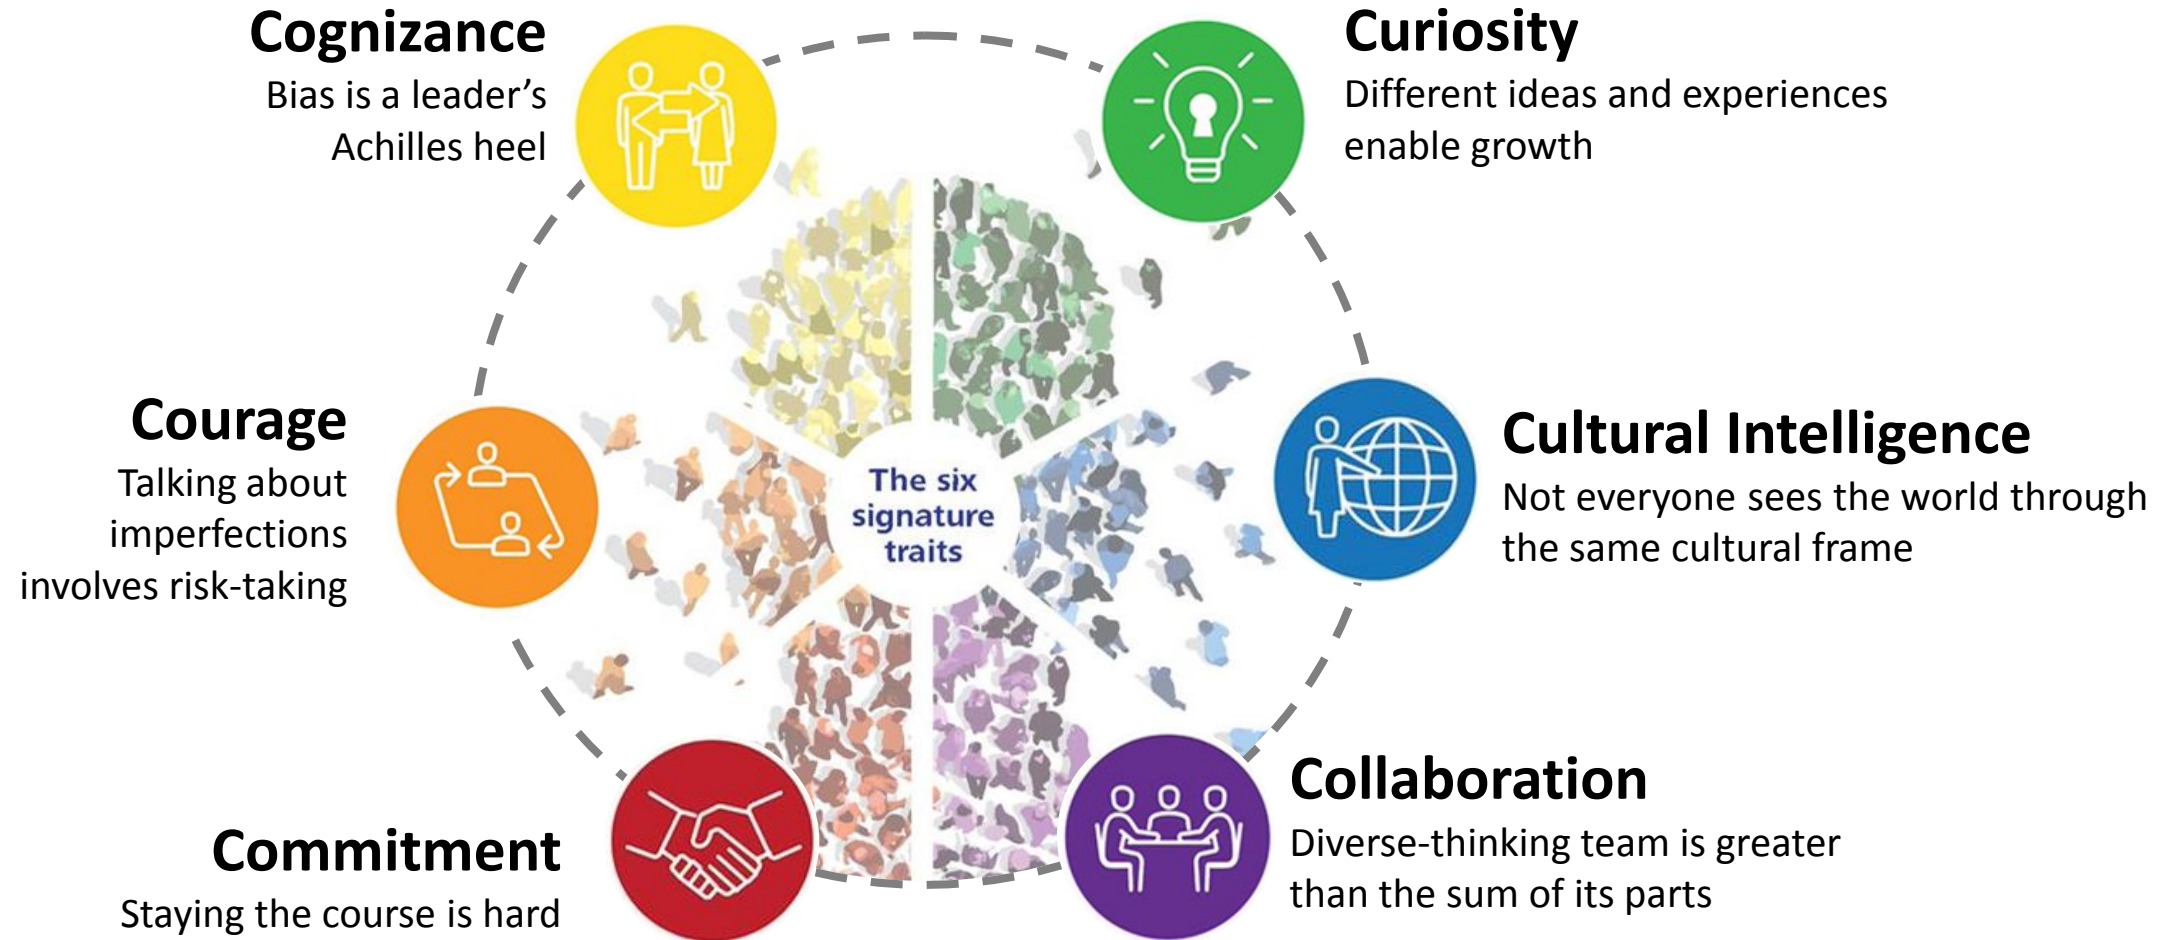 Cognizance
Bias is a leader’s
Achilles heel
Curiosity
Different ideas and experiences
enable growth
Courage
Talking about
imperfections
involves risk-taking
The six
signature
traits
Cultural Intelligence
Not everyone sees the world through
the same cultural frame
Commitment
Staying the course is hard
Collaboration
Diverse-thinking team is greater
than the sum of its parts